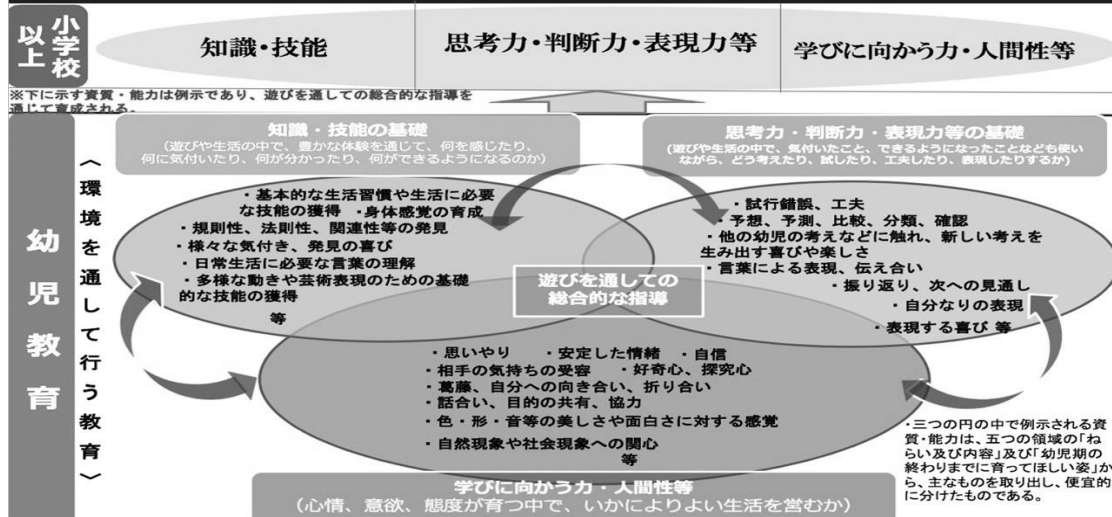 小学校
以上
知識・技能
思考力・判断力・表現力等
学びに向かう力・人間性等
※下に示す資質・能力は例示であり、遊びを通しての総合的な指導を
通じて育成される。
幼児教育
〈環境を通して行う教育〉
知識・技能の基礎
(遊びや生活の中で、豊かな体験を通じて、何を感じたり、
何に気付いたり、何が分かったり、何ができるようになるのか)
思考力・判断力・表現力等の基礎
(遊びや生活の中で、気付いたこと、できるようになったことなども使い
ながら、どう考えたり、試したり、工夫したり、表現したりするか)
・基本的な生活習慣や生活に必要
な技能の獲得 ・身体感覚の育成
・規則性、法則性、関連性等の発見
・様々な気付き、発見の喜び
・日常生活に必要な言葉の理解
・多様な動きや芸術表現のための基礎
的な技能の獲得
等
・試行錯誤、工夫
・予想、予測、比較、分類、確認
・他の幼児の考えなどに触れ、新しい考えを
生み出す喜びや楽しさ
・言葉による表現、伝え合い
・振り返り、次への見通し
・自分なりの表現
・表現する喜び 等
遊びを通しての
総合的な指導
・思いやり ・安定した情緒 ・自信
・相手の気持ちの受容 ・好奇心、探究心
・葛藤、自分への向き合い、折り合い
・話合い、目的の共有、協力
・色・形・音等の美しさや面白さに対する感覚
・自然現象や社会現象への関心
等
学びに向かう力・人間性等
(心情、意欲、態度が育つ中で、いかによりよい生活を営むか)
・三つの円の中で例示される資
質・能力は、五つの領域の「ね
らい及び内容」及び「幼児期の
終わりまでに育ってほしい姿」か
ら、主なものを取り出し、便宜的
に分けたものである。